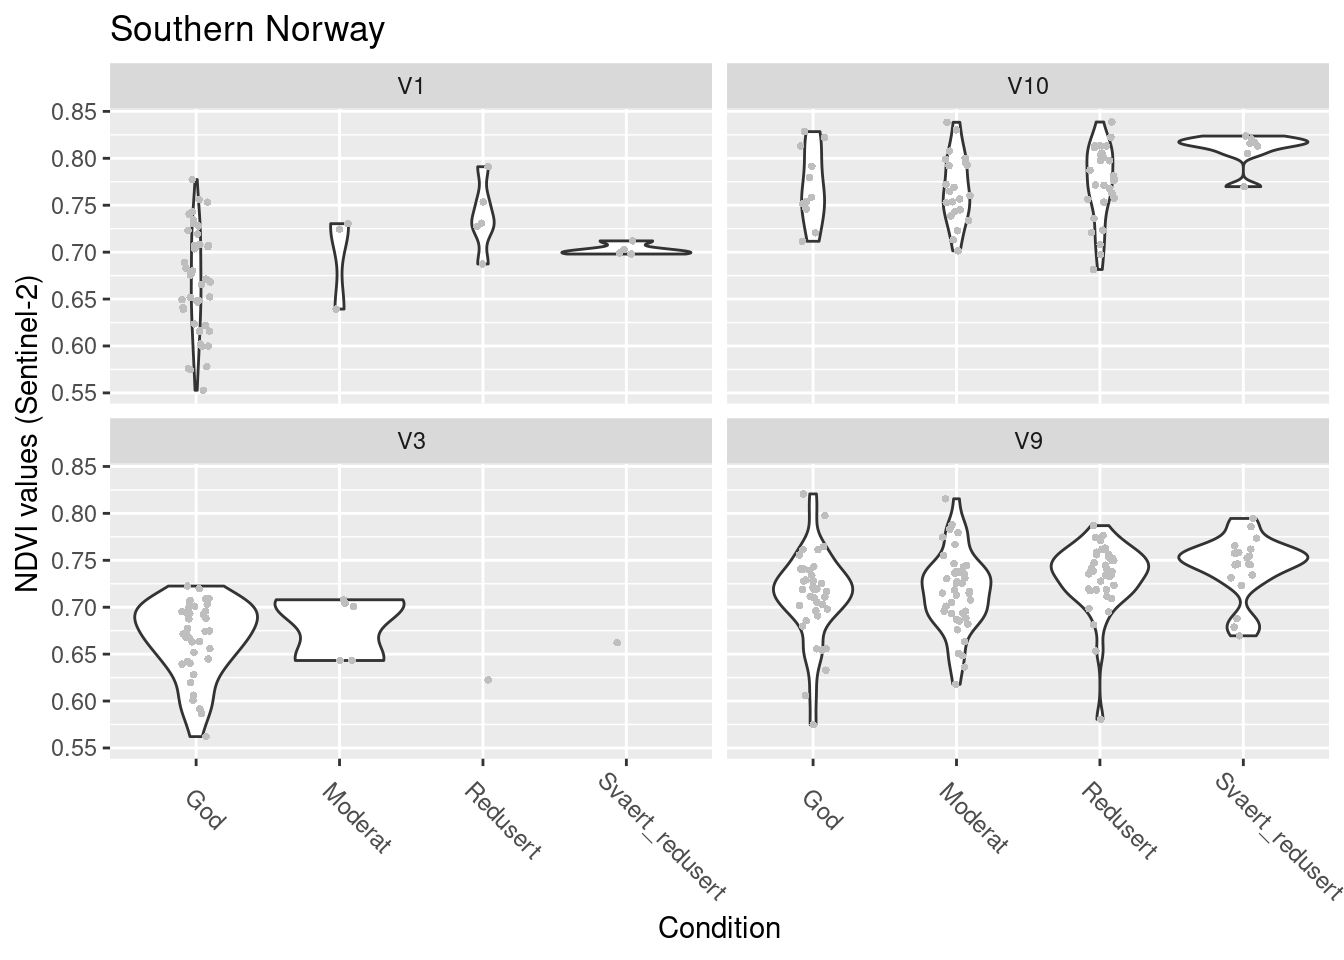 Southern Norway
V1
V10
0.85
0.80
0.75
0.70
0.65
0.60
0.55
V3
V9
0.85
0.80
0.75
0.70
0.65
0.60
0.55
NDVI values (Sentinel-2)
God
Moderat
Redusert
Svaert_redusert
God
Moderat
Redusert
Svaert_redusert
Condition